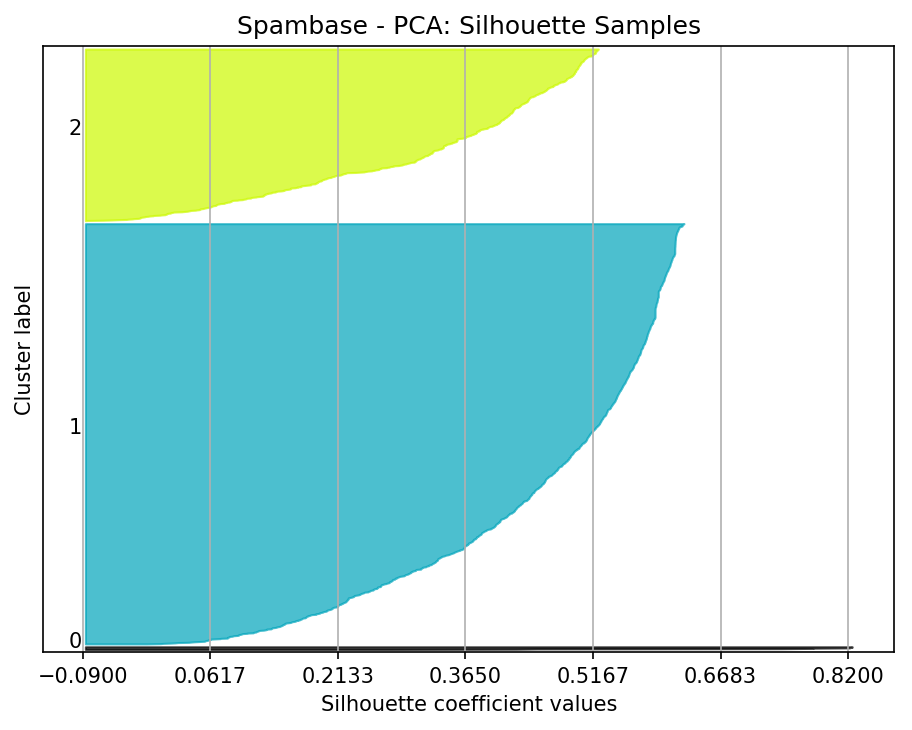 Spambase - PCA: Silhouette Samples
2
1
0
Cluster label
−0.0900 0.0617 0.2133 0.3650 0.5167 0.6683 0.8200
Silhouette coefficient values